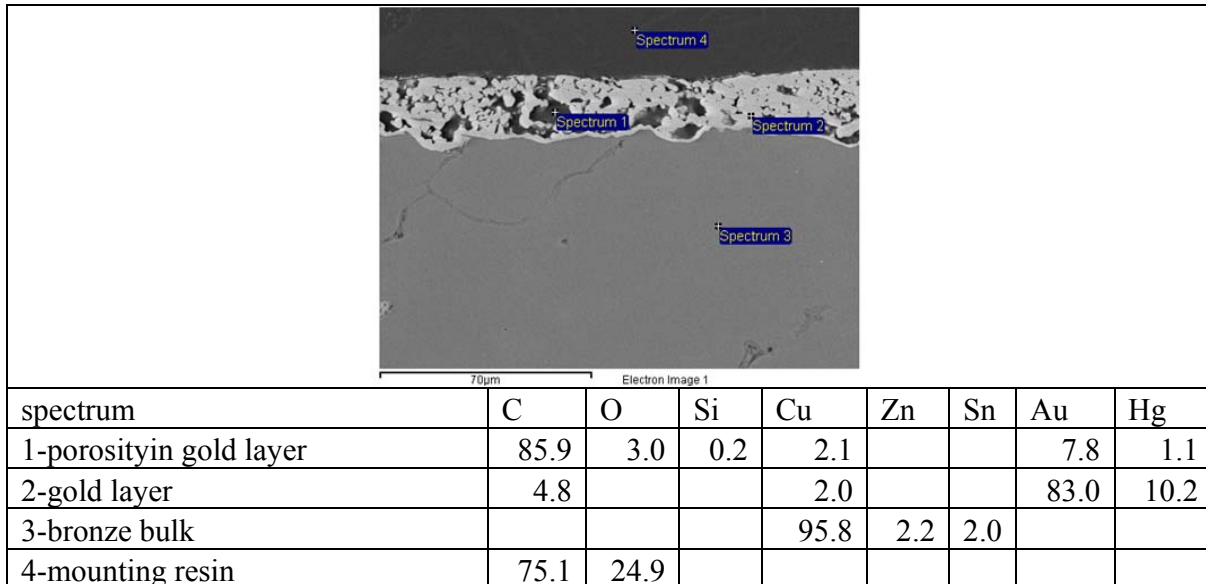 Spectrum 4
Spectrum 1
Spectrum 2
Spectrum 3
70µm Electron Image 1
spectrum C O Si Cu Zn Sn Au Hg
1-porosityin gold layer 85.9 3.0 0.2 2.1 7.8 1.1
2-gold layer 4.8 2.0 83.0 10.2
3-bronze bulk 95.8 2.2 2.0
4-mounting resin 75.1 24.9